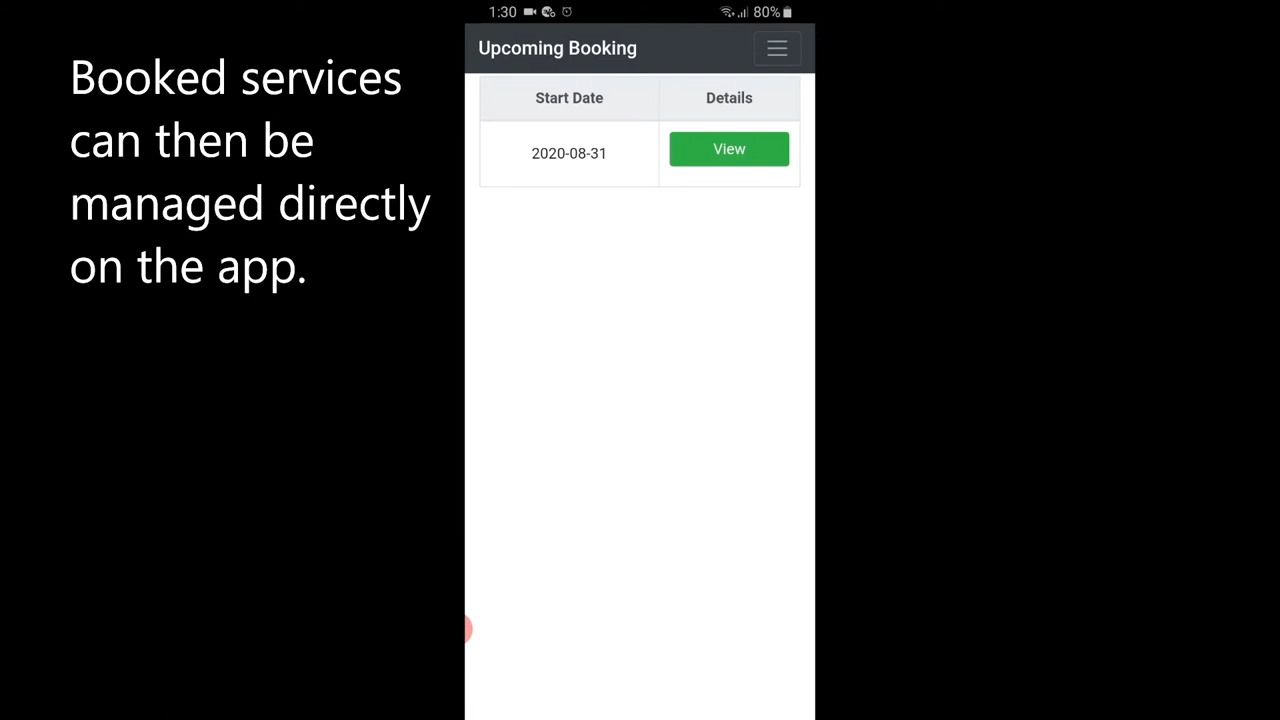 Booked services
can then be
managed directly
on the app.
1:30 80%
Upcoming Booking
Start Date Details
2020-08-31 View